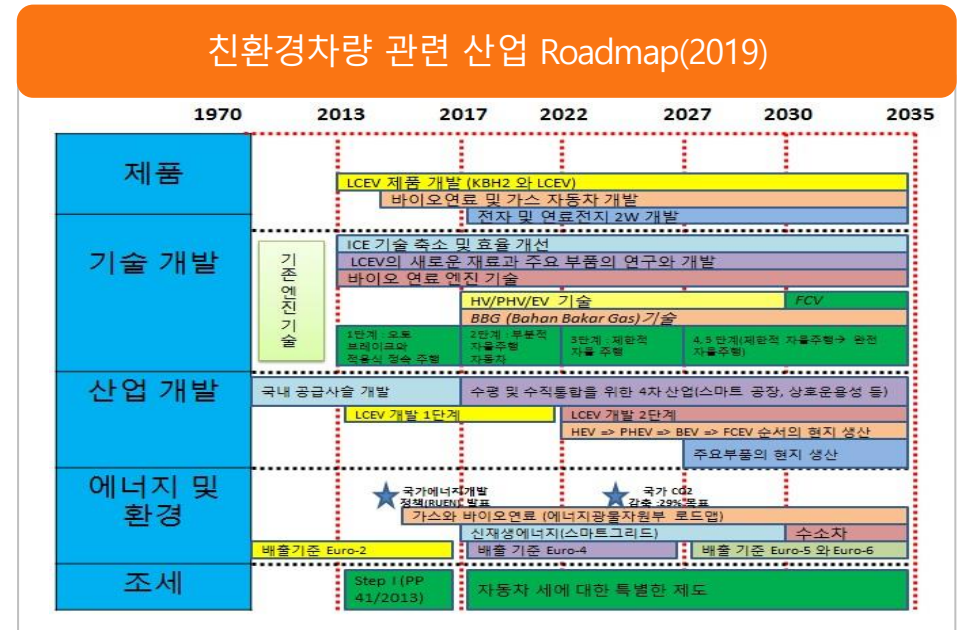 친환경차량 관련 산업 Roadmap(2019)
1970 2013 2017 2022 2027 2030 2035
제품
LCEV 제품 개발 (KBH2 와 LCEV)
바이오연료 및 가스 자동차 개발
전자 및 연료전지 2W 개발
기술 개발
기존 엔진 기술
ICE 기술 축소 및 효율 개선
LCEV의 새로운 재료과 주요 부품의 연구와 개발
바이오 연료 엔진 기술
HV/PHV/EV 기술
FCV
BBG (Bahan Bakar Gas)기술
1단계 : 오토
브레이크와
적응식 정속 주행
2단계 : 부분적
자율주행
자동차
3단계 : 제한적
자율 주행
4, 5 단계(제한적 자율주행→ 완전
자율주행)
산업 개발
국내 공급사슬 개발
수평 및 수직통합을 위한 4차 산업(스마트 공장, 상호운용성 등)
LCEV 개발 1단계
LCEV 개발 2단계
HEV => PHEV => BEV => FCEV 순서의 현지 생산
주요부품의 현지 생산
에너지 및
환경
국가에너지개발
정책(RUEN) 발표
국가 CO2
감축 :29% 목표
가스와 바이오연료 (에너지광물자원부 로드맵)
신재생에너지(스마트그리드)
수소차
배출기준 Euro-2
배출 기준 Euro-4
배출 기준 Euro-5 와 Euro-6
조세
Step I (PP
41/2013)
자동차 세에 대한 특별한 제도